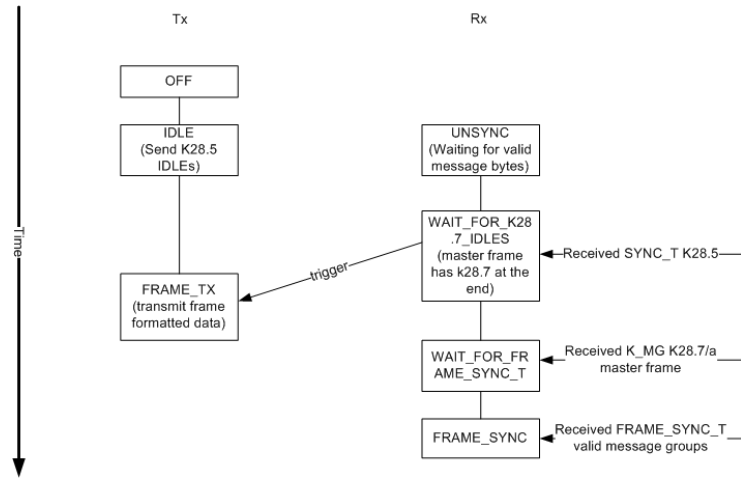 Tx
Rx
OFF
IDLE
(Send K28.5
IDLEs)
UNSYNC
(Waiting for valid
message bytes)
Time
WAIT_FOR_K28
.7_IDLES
(master frame
has k28.7 at the
end)
Received SYNC_T K28.5
trigger
FRAME_TX
(transmit frame
formatted data)
WAIT_FOR_FR
AME_SYNC_T
Received K_MG K28.7/a
master frame
FRAME_SYNC
Received FRAME_SYNC_T
valid message groups